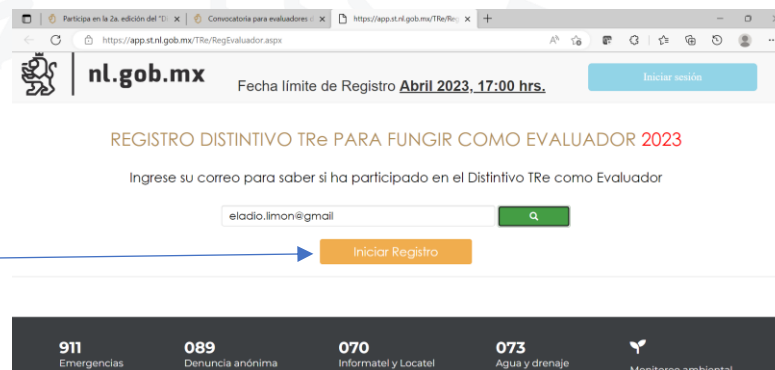 Participa en la 2a. edición del "Di
Convocatoria para evaluadores d
https://app.st.nl.gob.mx/TRe/Reg
https://app.st.nl.gob.mx/TRe/RegEvaluador.aspx
nl.gob.mx
Fecha límite de Registro Abril 2023, 17:00 hrs.
Iniciar sesión
REGISTRO DISTINTIVO TRe PARA FUNGIR COMO EVALUADOR 2023
Ingrese su correo para saber si ha participado en el Distintivo TRe como Evaluador
eladio.limon@gmail
Iniciar Registro
911
Emergencias
089
Denuncia anónima
070
Informatel y Locatel
073
Agua y drenaje
Monitoreo ambiental